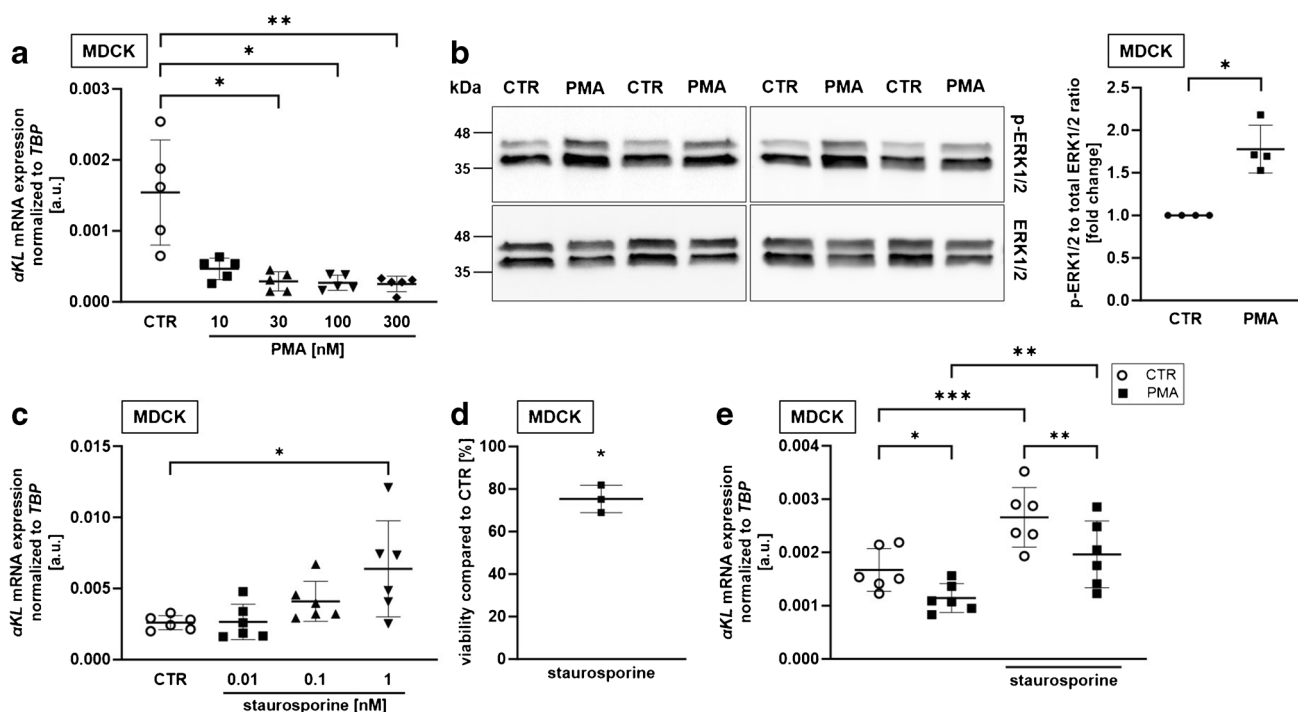 a
MDCK
**
*
*
αKL mRNA expression
normalized to TBP
[a.u.]
0.003
0.002
0.001
0.000
CTR
10
30
100
300
PMA [nM]
b
kDa
CTR PMA CTR PMA CTR PMA CTR PMA
48
35
p-ERK1/2
48
35
ERK1/2
MDCK
*
p-ERK1/2 to total ERK1/2 ratio
[fold change]
2.5
2.0
1.5
1.0
0.5
0.0
CTR
PMA
c
MDCK
*
αKL mRNA expression
normalized to TBP
[a.u.]
0.015
0.010
0.005
0.000
CTR
0.01
0.1
1
staurosporine [nM]
d
MDCK
*
viability compared to CTR [%]
100
80
60
40
20
0
staurosporine
e
MDCK
**
***
*
**
CTR
PMA
αKL mRNA expression
normalized to TBP
[a.u.]
0.004
0.003
0.002
0.001
0.000
staurosporine